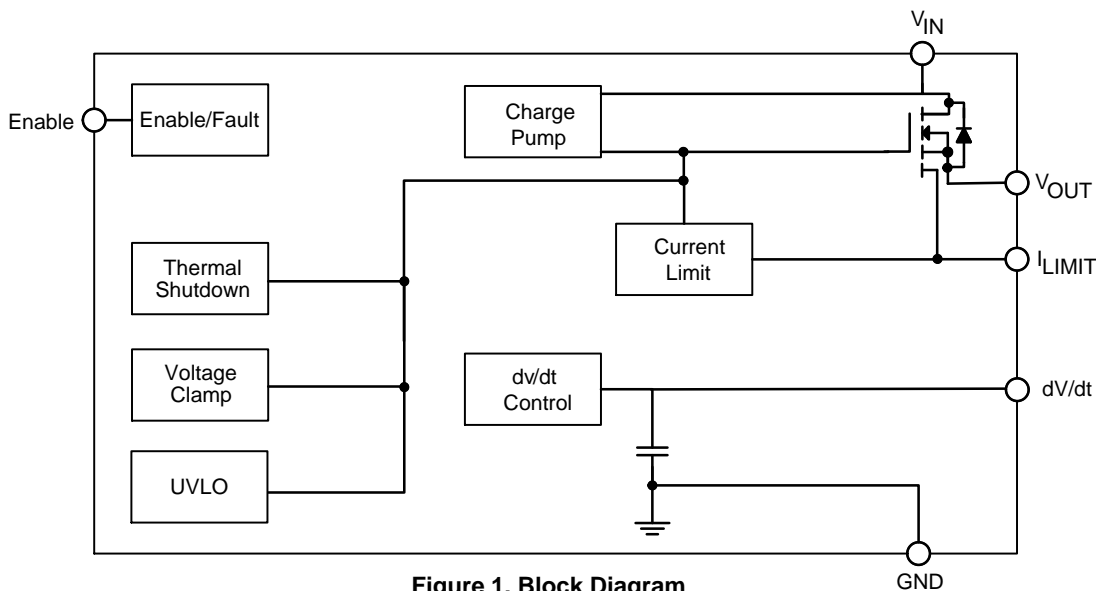 VIN
Enable
Enable/Fault
Charge
Pump
VOUT
Current
Limit
ILIMIT
Thermal
Shutdown
Voltage
Clamp
dv/dt
Control
dV/dt
UVLO
GND
Figure 1. Block Diagram